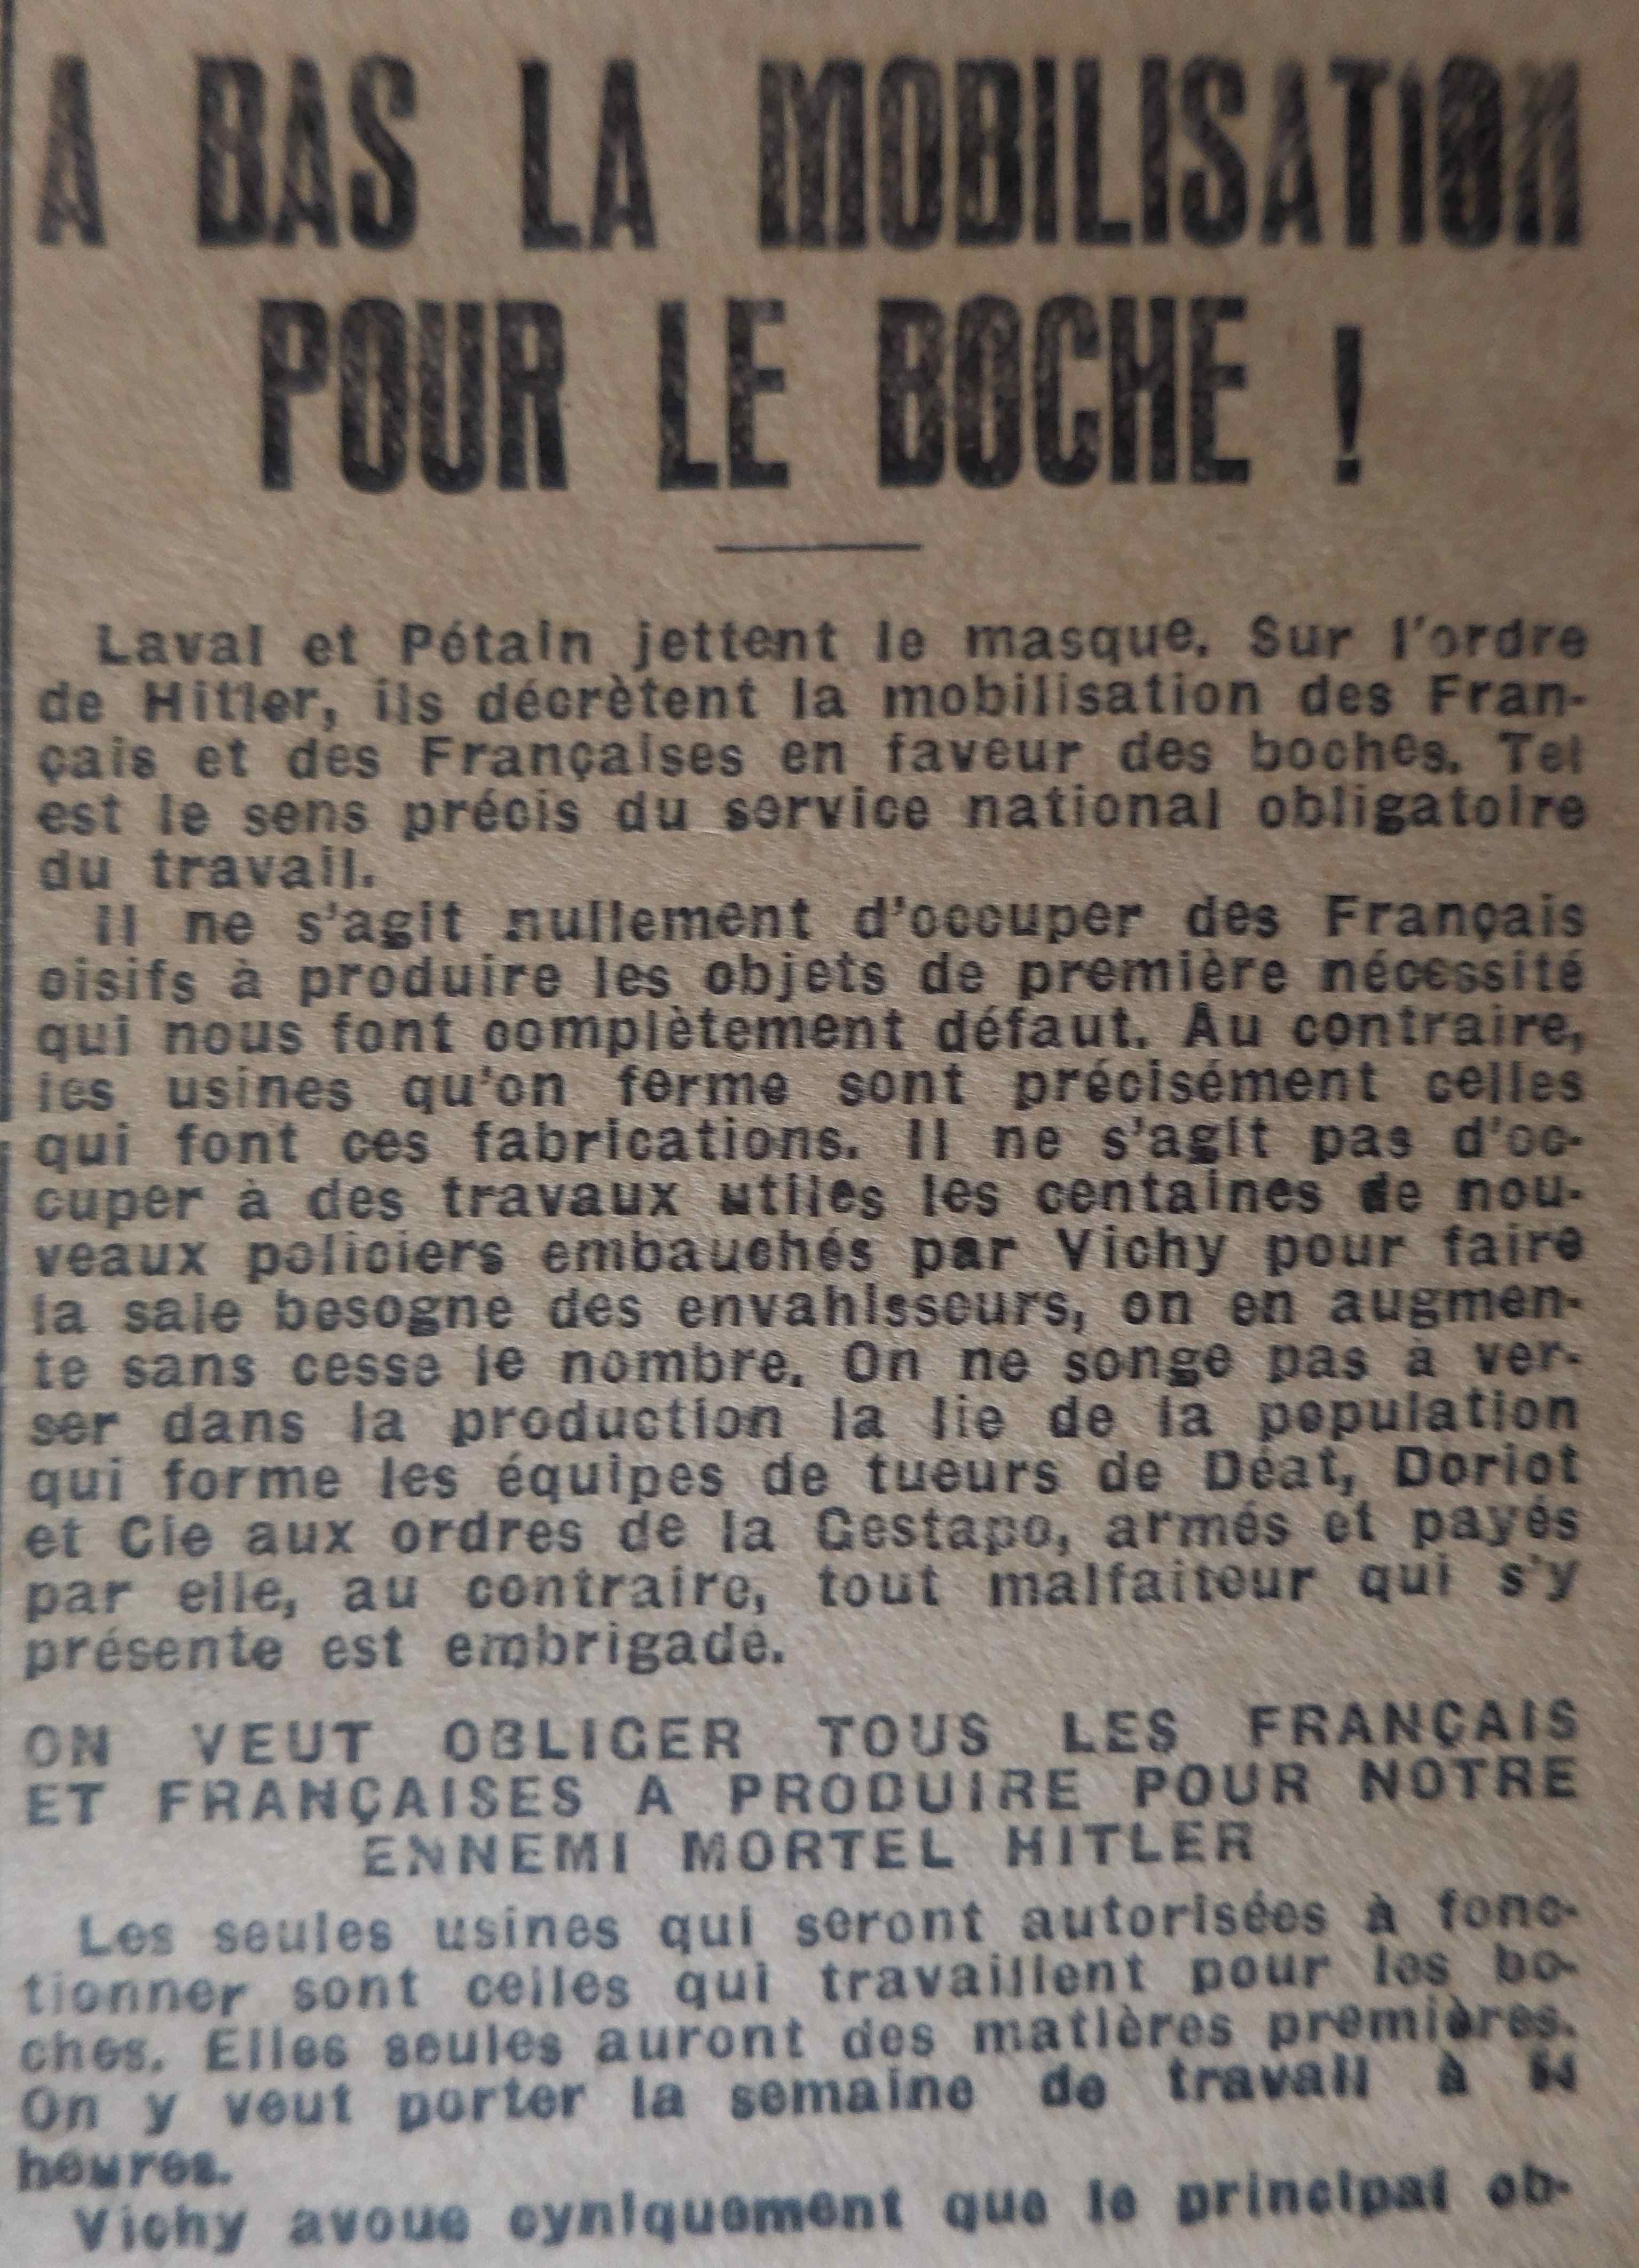 A BAS LA MOBILISATION
POUR LE BOCHE !
Laval et Pétain jettent le masque. Sur l'ordre
de Hitler, ils décrètent la mobilisation des Fran-
çais et des Françaises en faveur des boches. Tel
est le sens précis du service national obligatoire
du travail.
Il ne s'agit nullement d'occuper des Français
oisifs à produire les objets de première nécessité
qui nous font complètement défaut. Au contraire,
les usines qu'on ferme sont précisément celles
qui font ces fabrications. Il ne s'agit pas d'oc-
cuper à des travaux utiles les centaines de nou-
veaux policiers embauchés par Vichy pour faire
la sale besogne des envahisseurs, on en augmen-
te sans cesse le nombre. On ne songe pas à ver-
ser dans la production la lie de la population
qui forme les équipes de tueurs de Déat, Doriot
et Cie aux ordres de la Gestapo, armés et payés
par elle, au contraire, tout malfaiteur qui s'y
présente est embrigadé.
ON VEUT OBLIGER TOUS LES FRANÇAIS
ET FRANÇAISES A PRODUIRE POUR NOTRE
ENNEMI MORTEL HITLER
Les seules usines qui seront autorisées à fonc-
tionner sont celles qui travaillent pour les bo-
ches. Elles seules auront des matières premières.
On y veut porter la semaine de travail à 54
heures.
Vichy avoue cyniquement que le principal ob-